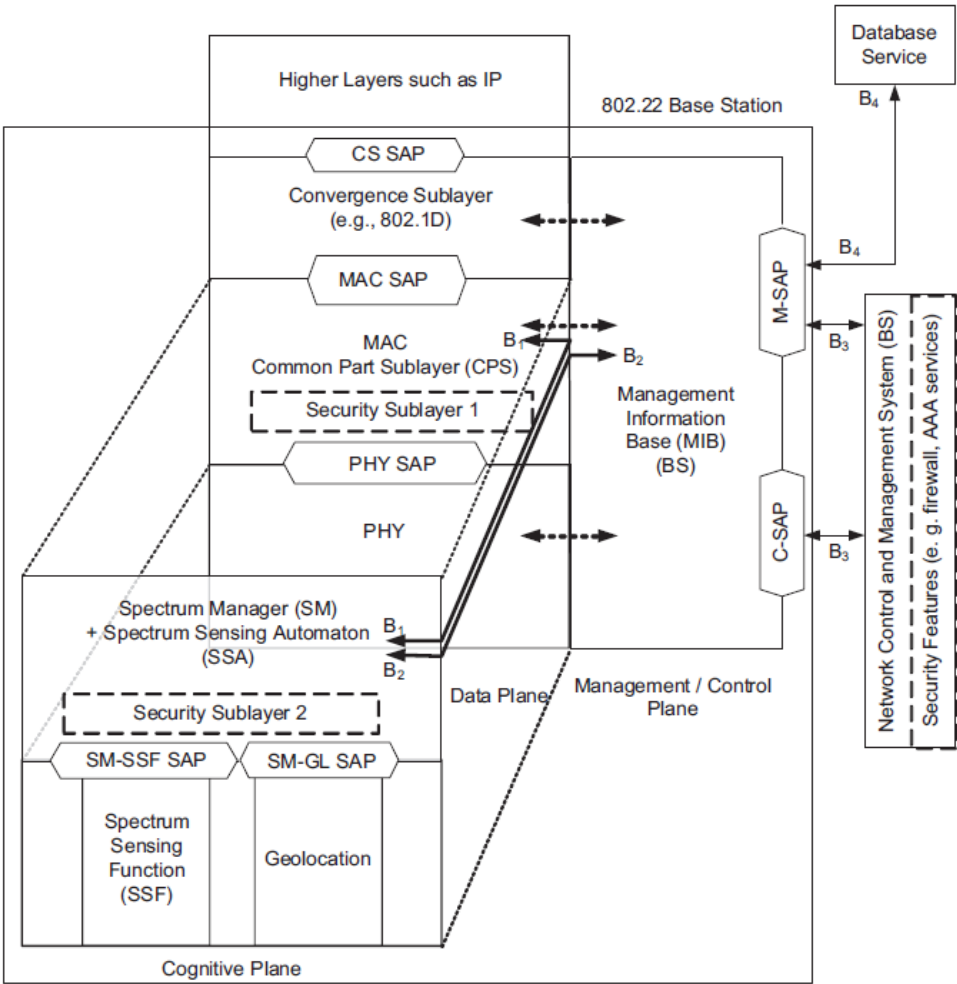 Database
Service
B4
Higher Layers such as IP
802.22 Base Station
CS SAP
Convergence Sublayer
(e.g., 802.1D)
B4
M-SAP
MAC SAP
B3
MAC
Common Part Sublayer (CPS)
B1
B2
Security Sublayer 1
Management
Information
Base (MIB)
(BS)
PHY SAP
PHY
C-SAP
B3
Network Control and Management System (BS)
Security Features (e. g. firewall, AAA services)
Spectrum Manager (SM)
+ Spectrum Sensing Automaton
(SSA)
B1
B2
Data Plane
Management / Control
Plane
Security Sublayer 2
SM-SSF SAP
SM-GL SAP
Spectrum
Sensing
Function
(SSF)
Geolocation
Cognitive Plane